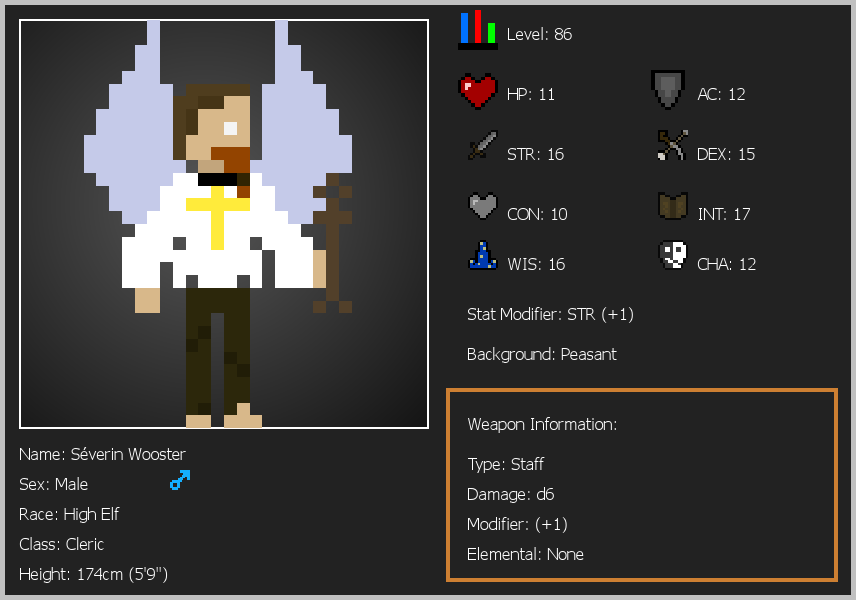 Level: 86
HP: 11
AC: 12
STR: 16
DEX: 15
CON: 10
INT: 17
WIS: 16
CHA: 12
Stat Modifier: STR (+1)
Background: Peasant
Weapon Information:
Type: Staff
Damage: d6
Modifier: (+1)
Elemental: None
Name: Séverin Wooster
Sex: Male
Race: High Elf
Class: Cleric
Height: 174cm (5'9")